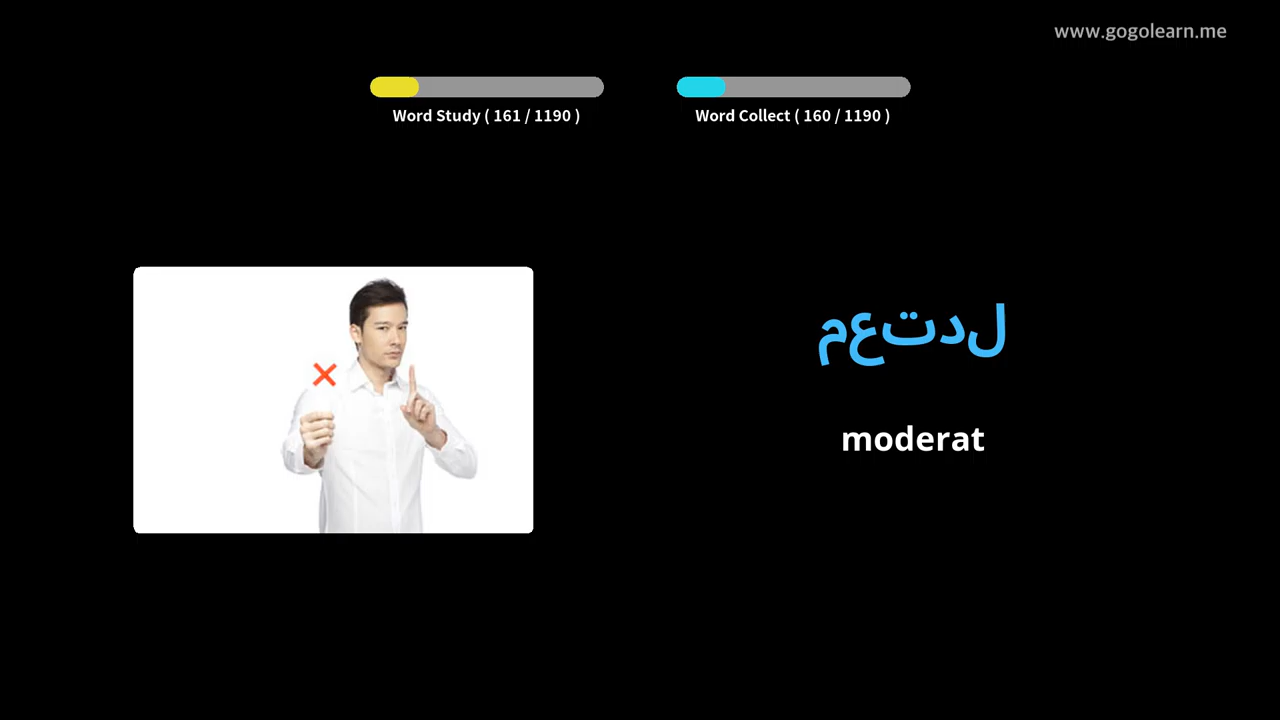 www.gogolearn.me
Word Study ( 161 / 1190 )
Word Collect ( 160 / 1190 )
معتدل
moderat